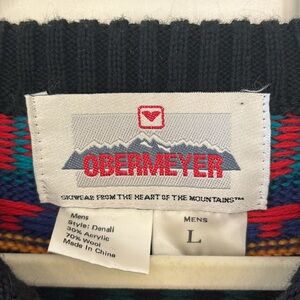 OBERMEYER
SKIWEAR FROM THE HEART OF THE MOUNTAINS™
Mens
Style: Denali
30% Acrylic
70% Wool
Made In China
MENS
L